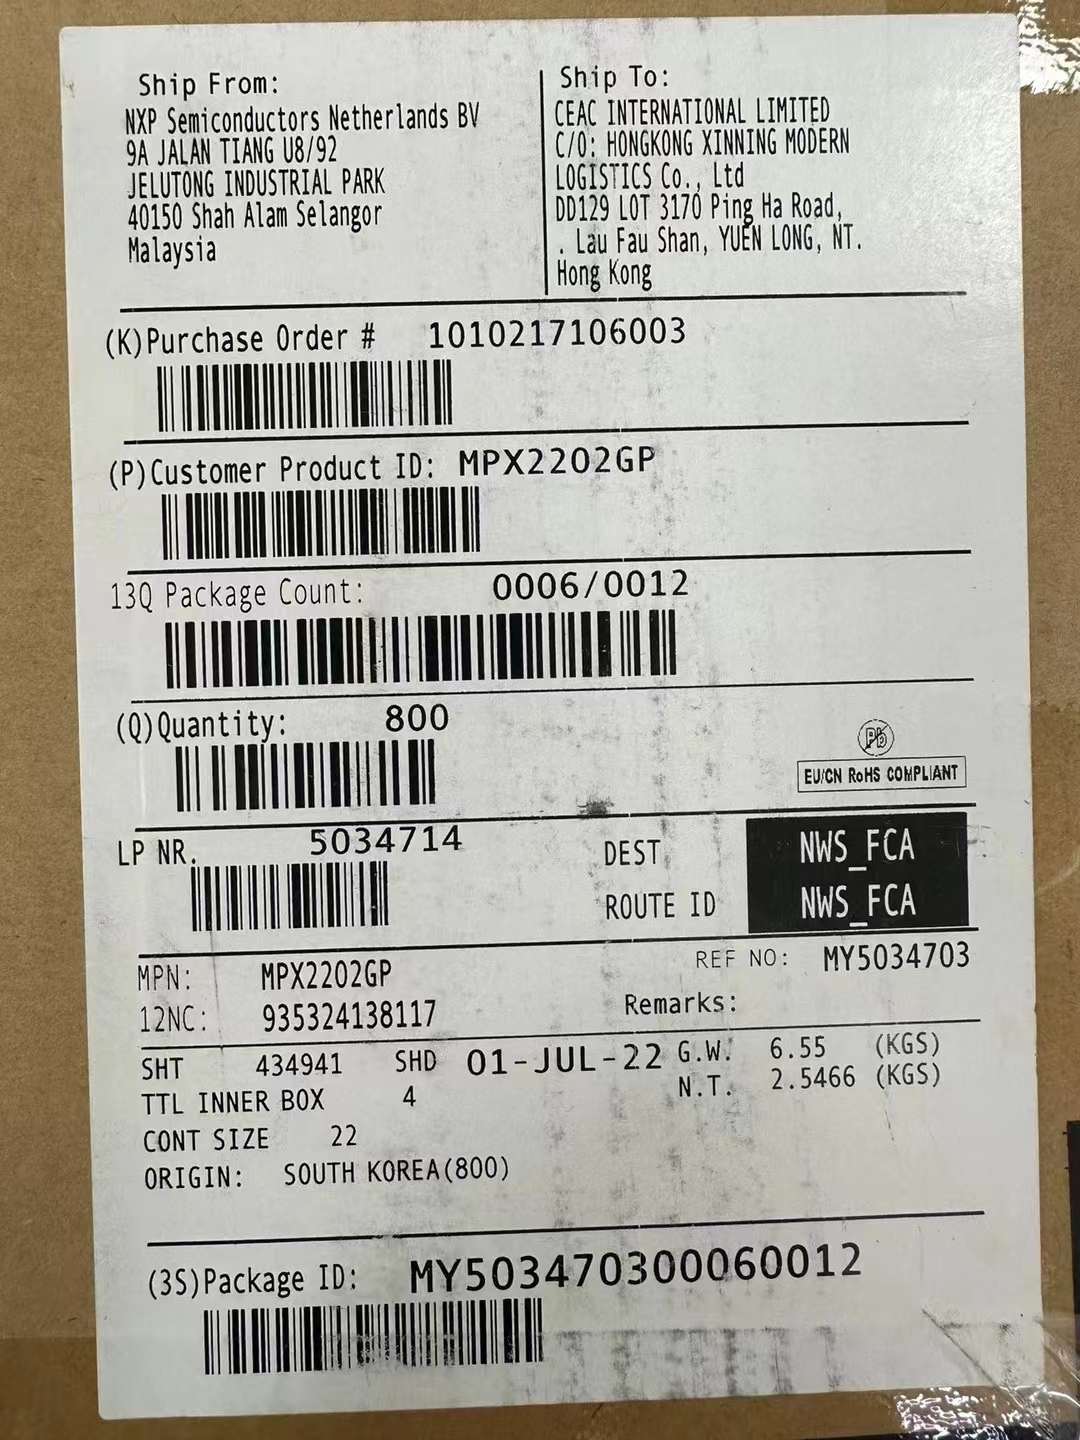 Ship From:
NXP Semiconductors Netherlands BV
9A JALAN TIANG U8/92
JELUTONG INDUSTRIAL PARK
40150 Shah Alam Selangor
Malaysia
Ship To:
CEAC INTERNATIONAL LIMITED
C/O: HONGKONG XINNING MODERN
LOGISTICS Co., Ltd
DD129 LOT 3170 Ping Ha Road,
. Lau Fau Shan, YUEN LONG, NT.
Hong Kong
(K)Purchase Order # 1010217106003
(P)Customer Product ID: MPX2202GP
13Q Package Count: 0006/0012
(Q)Quantity: 800
Pb
EU/CN RoHS COMPLIANT
LP NR. 5034714
DEST NWS_FCA
ROUTE ID NWS_FCA
MPN: MPX2202GP
REF NO: MY5034703
12NC: 935324138117
Remarks:
SHT 434941 SHD 01-JUL-22 G.W. 6.55 (KGS)
N.T. 2.5466 (KGS)
TTL INNER BOX 4
CONT SIZE 22
ORIGIN: SOUTH KOREA(800)
(3S)Package ID: MY503470300060012